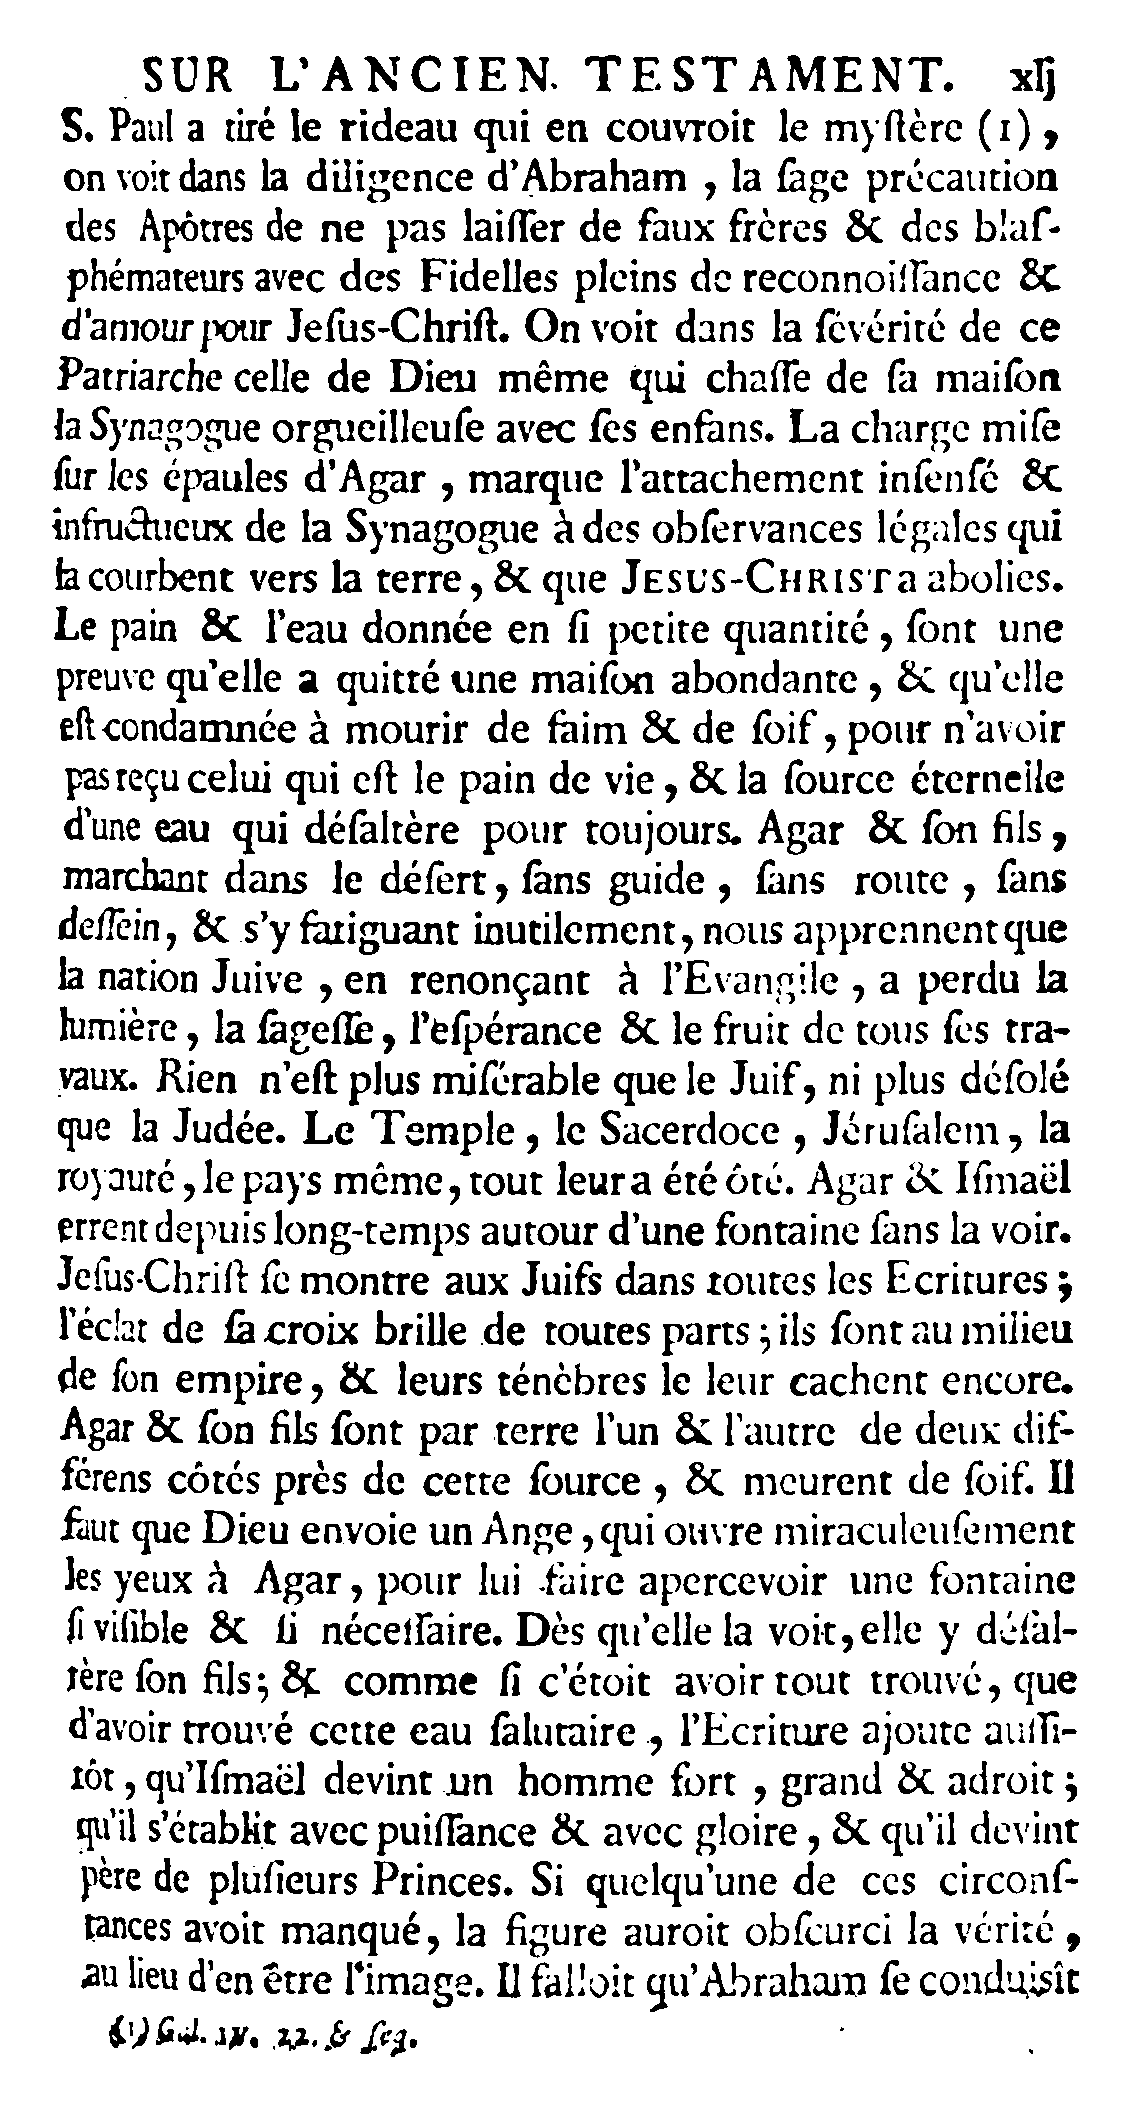 SUR L'ANCIEN. TESTAMENT. xlj
S. Paul a tiré le rideau qui en couvroit le myſtère (1),
on voit dans la diligence d'Abraham, la ſage précaution
des Apôtres de ne pas laiſſer de faux frères & des blaſ-
phémateurs avec des Fidelles pleins de reconnoiſſance &
d'amour pour Jeſus-Chriſt. On voit dans la ſévérité de ce
Patriarche celle de Dieu même qui chaſſe de ſa maiſon
la Synagogue orgueilleuſe avec ſes enfans. La charge miſe
ſur les épaules d'Agar, marque l'attachement inſenſé &
infructueux de la Synagogue à des obſervances légales qui
la courbent vers la terre, & que JESUS-CHRIST a abolies.
Le pain & l'eau donnée en ſi petite quantité, ſont une
preuve qu'elle a quitté une maiſon abondante, & qu'elle
eſt condamnée à mourir de faim & de ſoif, pour n'avoir
pas reçu celui qui eſt le pain de vie, & la ſource éternelle
d'une eau qui déſaltère pour toujours. Agar & ſon fils,
marchant dans le déſert, ſans guide, ſans route, ſans
deſſein, & s'y fatiguant inutilement, nous apprennent que
la nation Juive, en renonçant à l'Evangile, a perdu la
lumière, la ſageſſe, l'eſpérance & le fruit de tous ſes tra-
vaux. Rien n'eſt plus miſérable que le Juif, ni plus déſolé
que la Judée. Le Temple, le Sacerdoce, Jéruſalem, la
royauté, le pays même, tout leur a été ôté. Agar & Iſmaël
errent depuis long-temps autour d'une fontaine ſans la voir.
Jeſus-Chriſt ſe montre aux Juifs dans toutes les Ecritures;
l'éclat de ſa croix brille de toutes parts; ils ſont au milieu
de ſon empire, & leurs ténèbres le leur cachent encore.
Agar & ſon fils ſont par terre l'un & l'autre de deux dif-
férens côtés près de cette ſource, & meurent de ſoif. Il
faut que Dieu envoie un Ange, qui ouvre miraculeuſement
les yeux à Agar, pour lui faire apercevoir une fontaine
ſi viſible & ſi néceſſaire. Dès qu'elle la voit, elle y déſal-
tère ſon fils; & comme ſi c'étoit avoir tout trouvé, que
d'avoir trouvé cette eau ſalutaire, l'Ecriture ajoute auſſi-
tôt, qu'Iſmaël devint un homme fort, grand & adroit;
qu'il s'établit avec puiſſance & avec gloire, & qu'il devint
père de pluſieurs Princes. Si quelqu'une de ces circonſ-
tances avoit manqué, la figure auroit obſcurci la vérité,
au lieu d'en être l'image. Il falloit qu'Abraham ſe conduisît
(1) Gal. IV. 22. & ſeq.